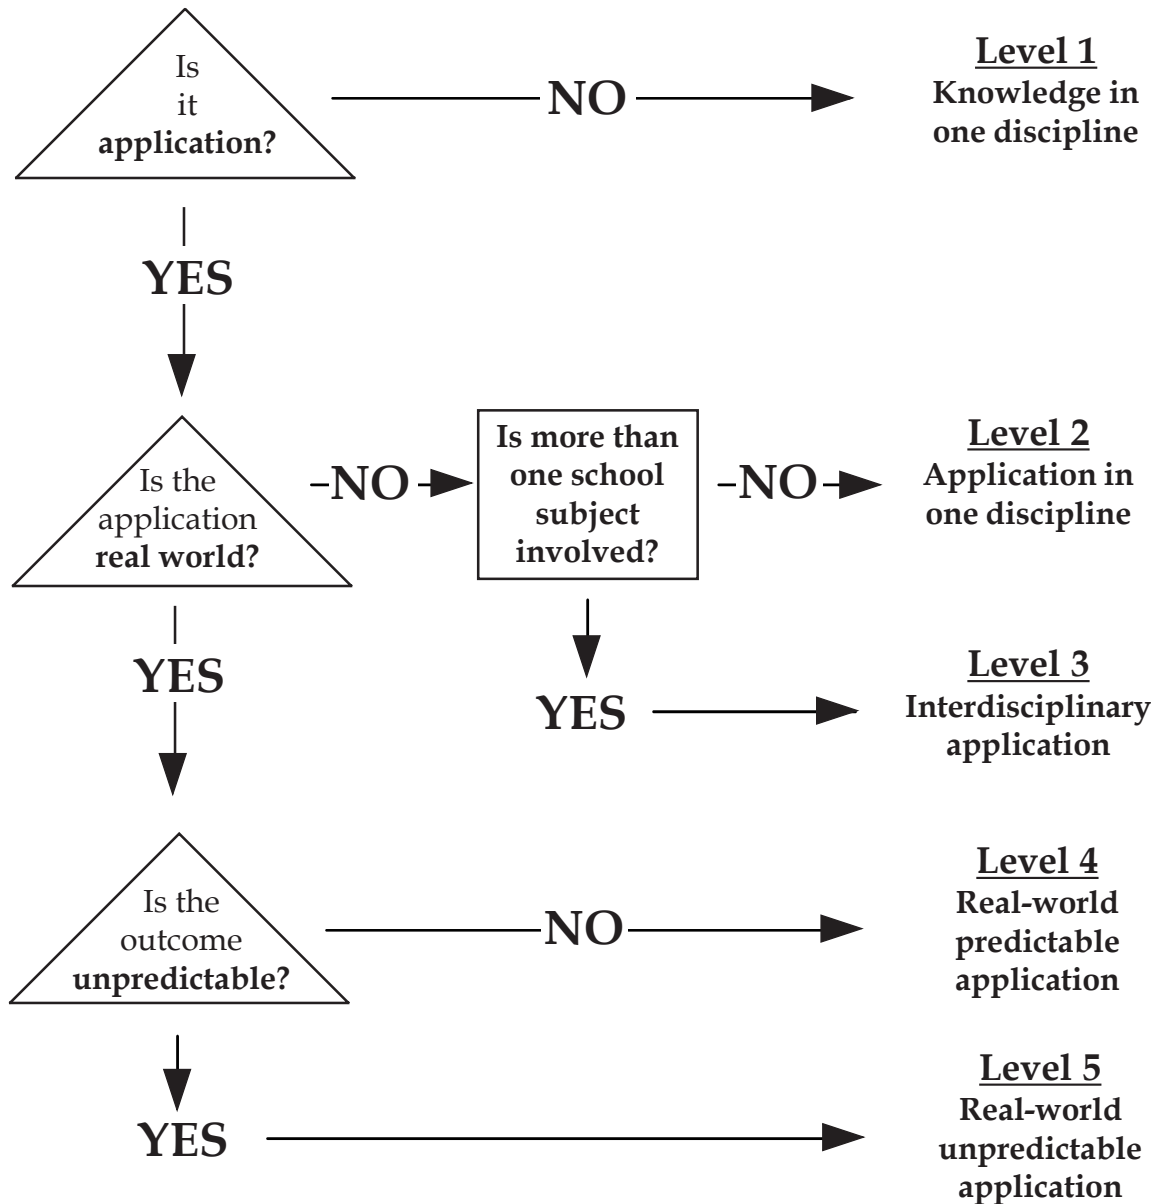 Is
it
application?
NO
Level 1
Knowledge in
one discipline
YES
Is the
application
real world?
NO
Is more than
one school
subject
involved?
NO
Level 2
Application in
one discipline
YES
YES
Level 3
Interdisciplinary
application
Is the
outcome
unpredictable?
NO
Level 4
Real-world
predictable
application
YES
Level 5
Real-world
unpredictable
application